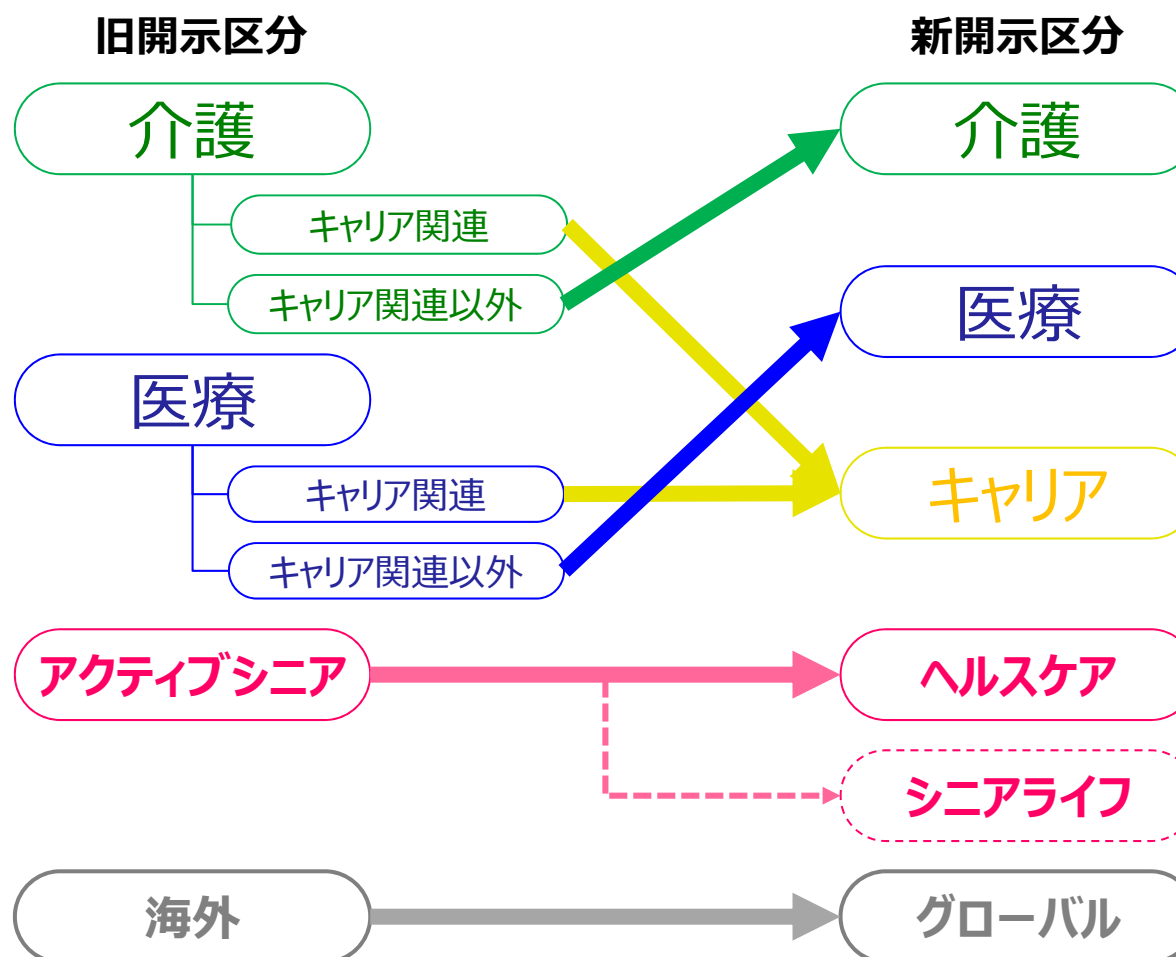 旧開示区分
新開示区分
介護
キャリア関連
キャリア関連以外
医療
キャリア関連
キャリア関連以外
アクティブシニア
海外
介護
医療
キャリア
ヘルスケア
シニアライフ
グローバル